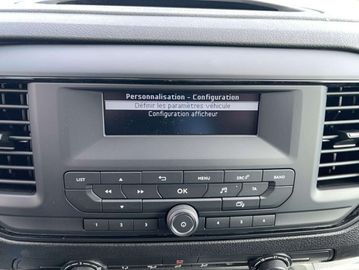 Personnalisation - Configuration
Définir les paramètres véhicule
Configuration afficheur
LIST
MENU
SRC
BAND
OK
1
2
3
4
5
6